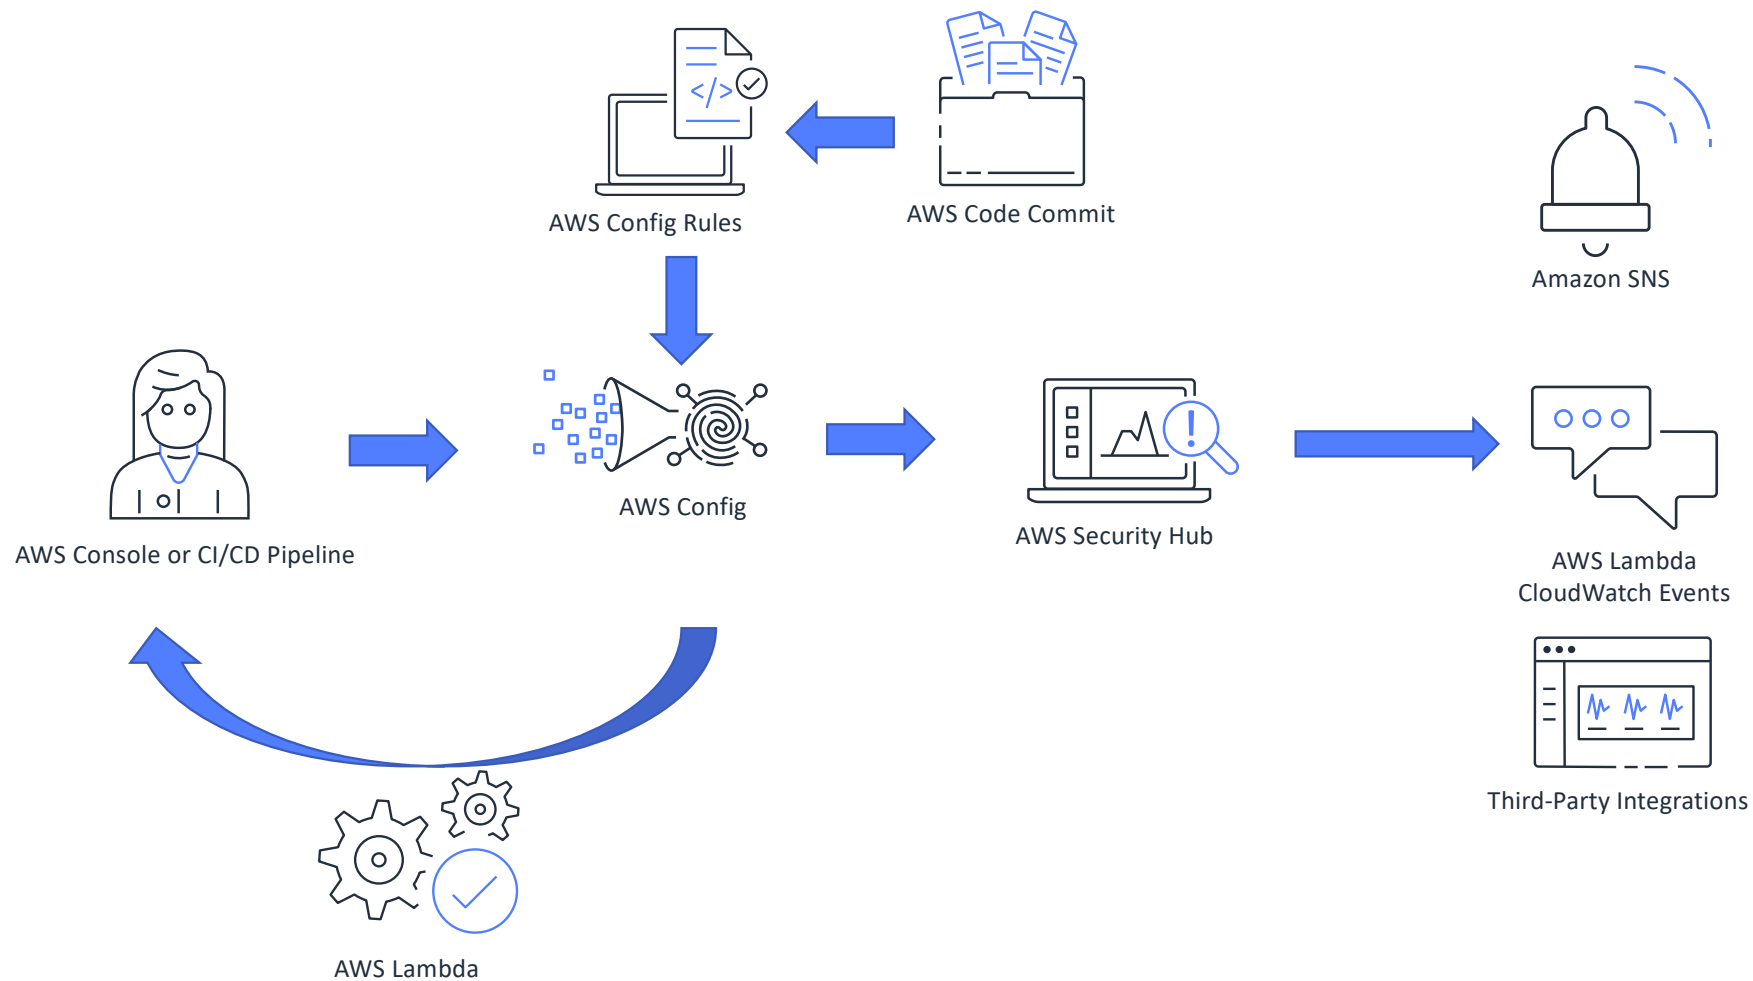 AWS Config Rules
AWS Code Commit
Amazon SNS
AWS Console or CI/CD Pipeline
AWS Config
AWS Security Hub
AWS Lambda
CloudWatch Events
Third-Party Integrations
AWS Lambda